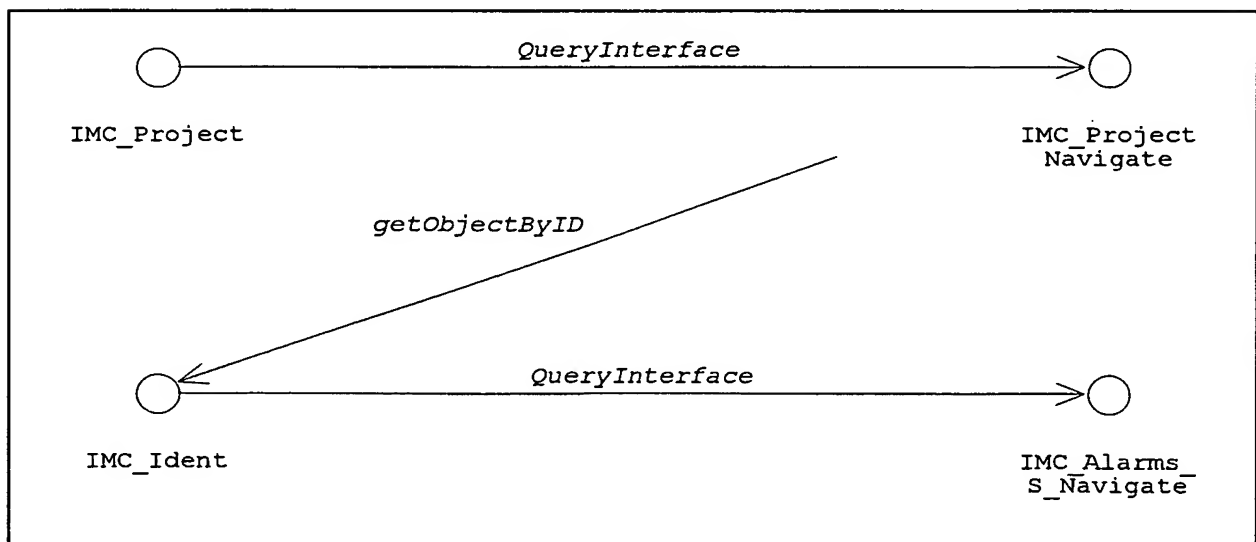 QueryInterface
IMC_Project
IMC_Project
Navigate
getObjectByID
QueryInterface
IMC_Ident
IMC_Alarms_
S_Navigate